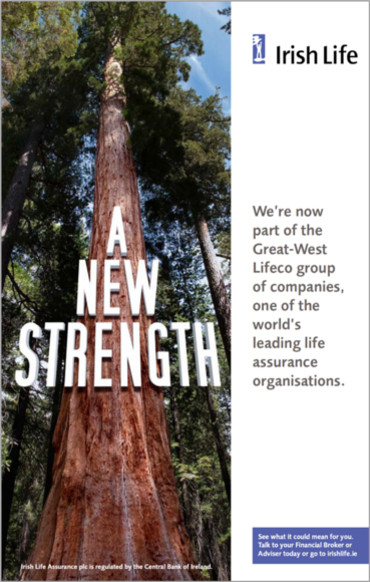 Irish Life
A
NEW
STRENGTH
We're now
part of the
Great-West
Lifeco group
of companies,
one of the
world's
leading life
assurance
organisations.
See what it could mean for you.
Talk to your Financial Broker or
Adviser today or go to irishlife.ie
Irish Life Assurance plc is regulated by the Central Bank of Ireland.